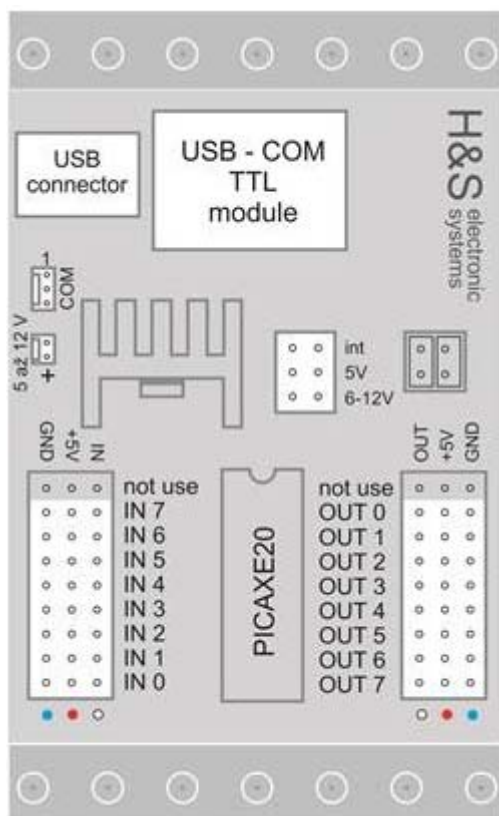 USB
connector
USB - COM
TTL
module
H&S
electronic
systems
1
COM
5 až 12 V
+
int
5V
6-12V
GND
+5V
IN
OUT
+5V
GND
not use
IN 7
IN 6
IN 5
IN 4
IN 3
IN 2
IN 1
IN 0
PICAXE20
not use
OUT 0
OUT 1
OUT 2
OUT 3
OUT 4
OUT 5
OUT 6
OUT 7